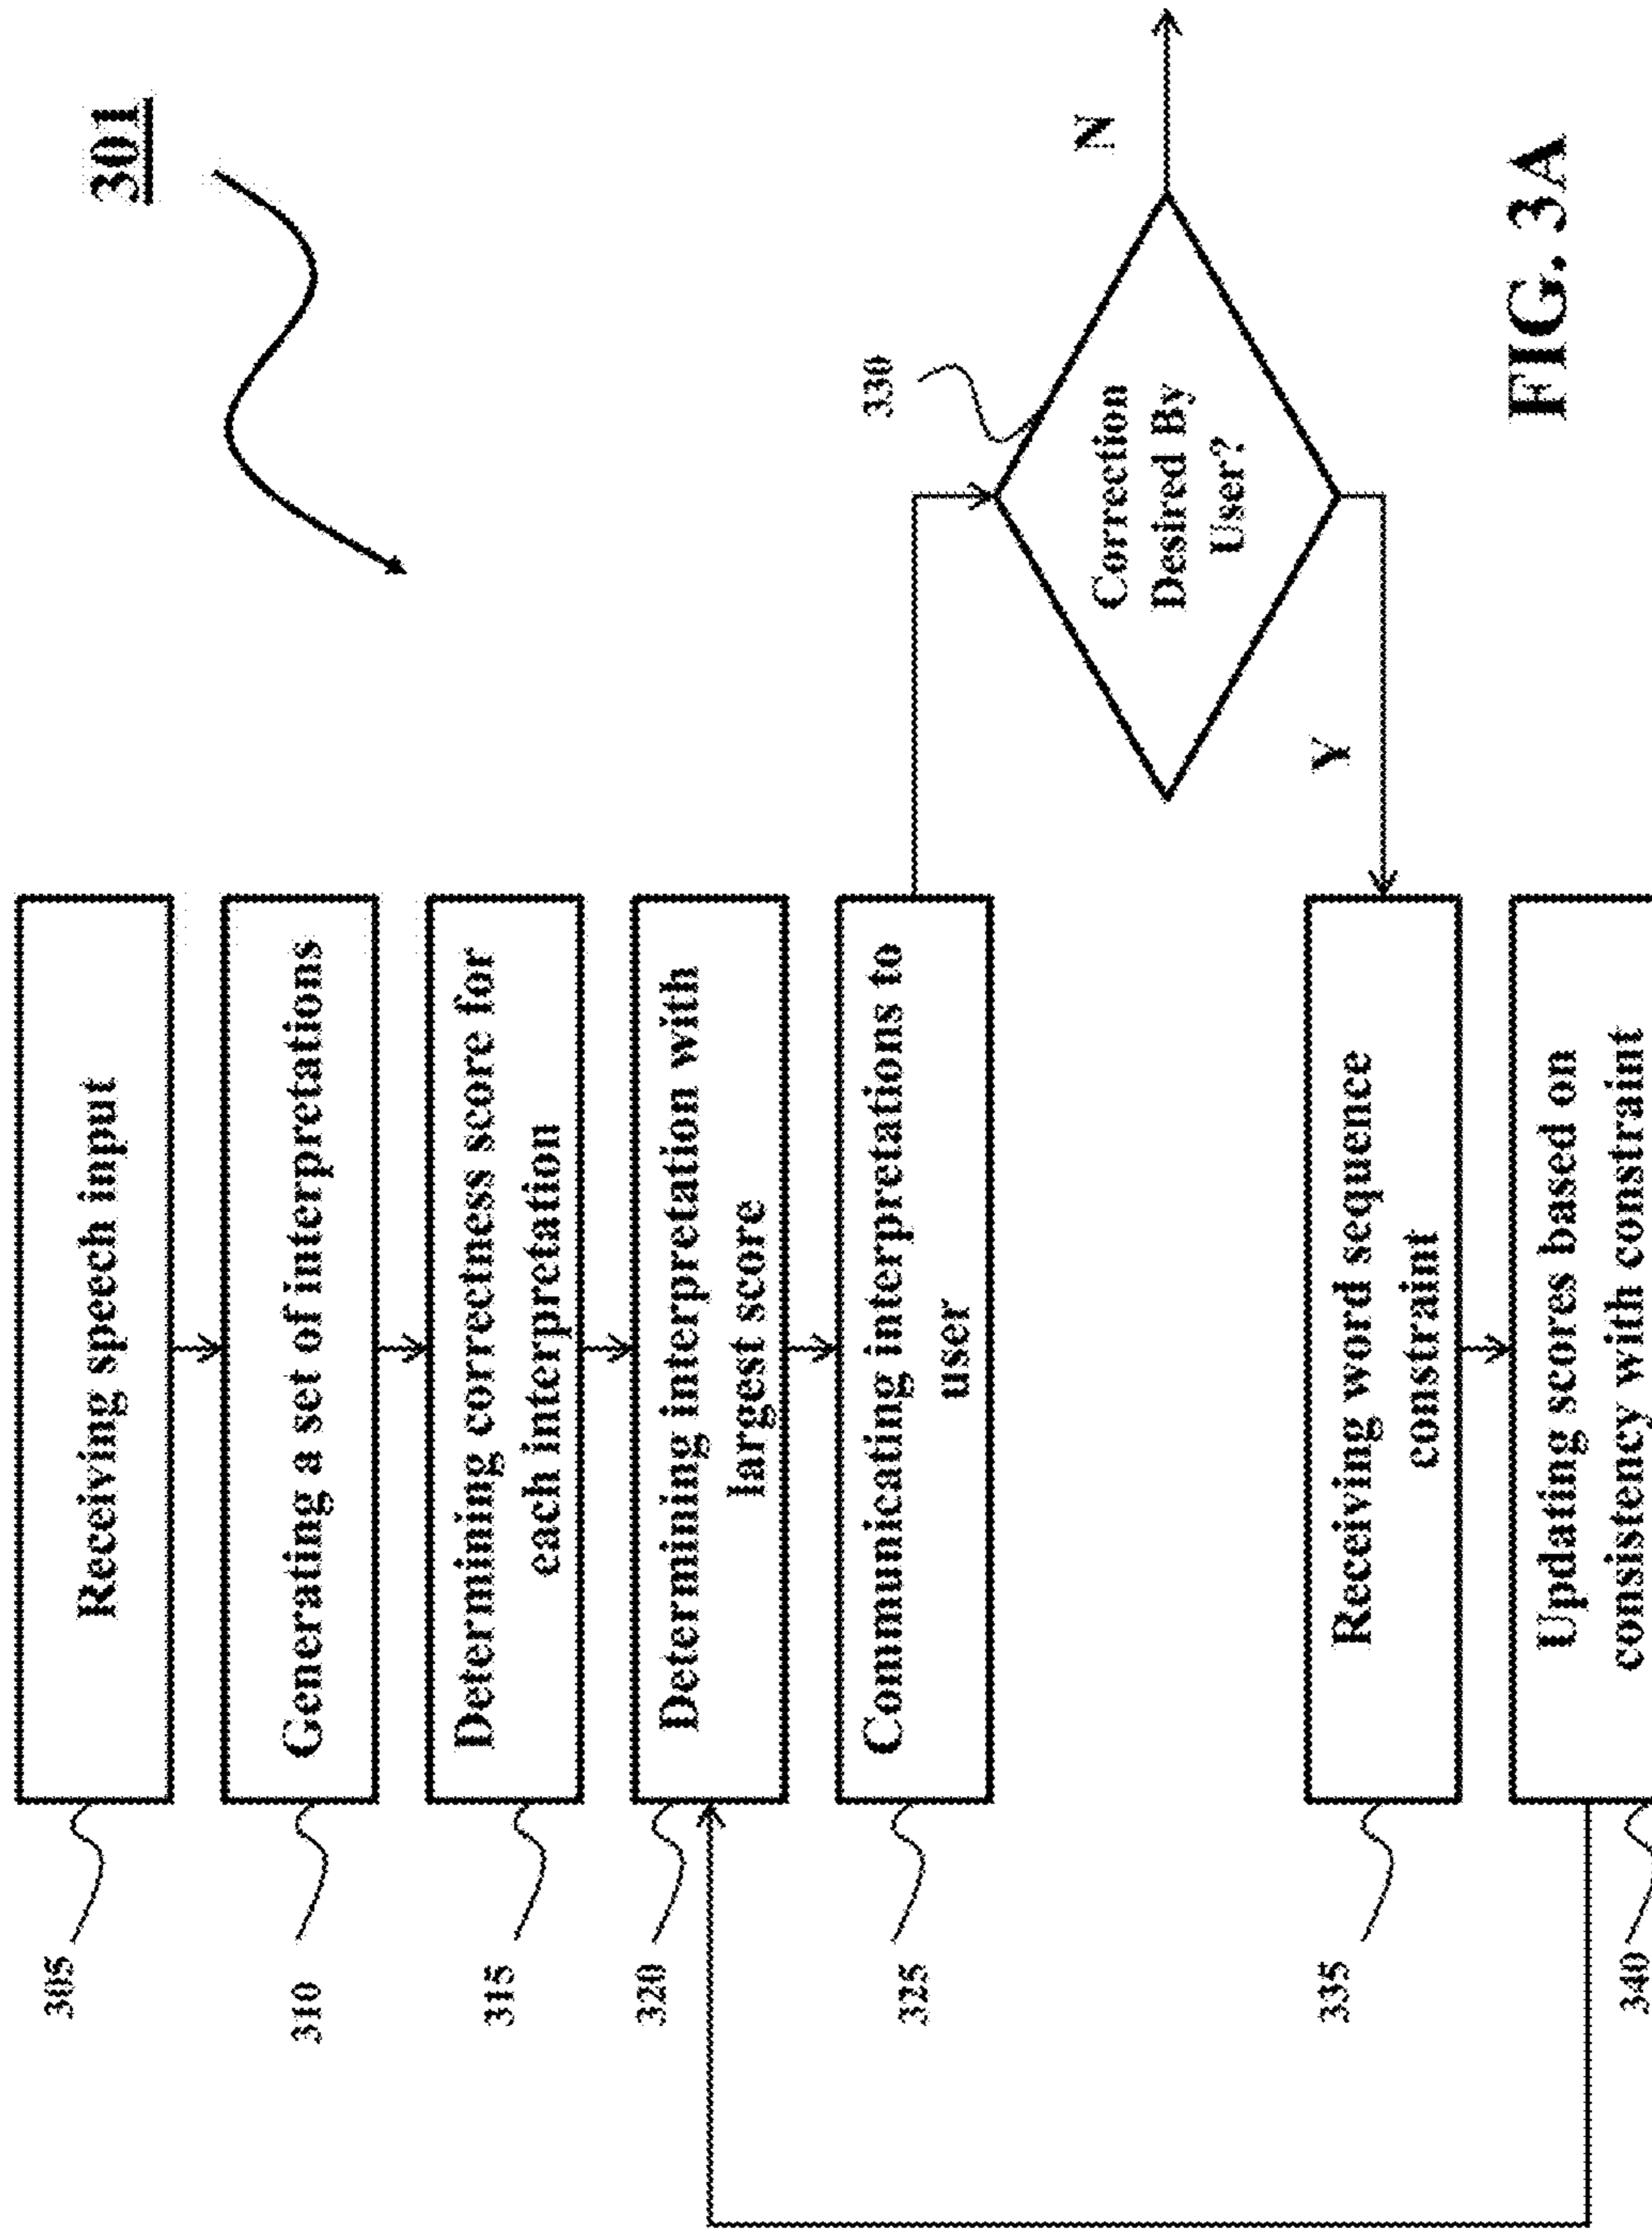 301
305
Receiving speech input
310
Generating a set of interpretations
315
Determining correctness score for
each interpretation
320
Determining interpretation with
largest score
325
Communicating interpretations to
user
330
Correction
Desired By
User?
N
Y
335
Receiving word sequence
constraint
340
Updating scores based on
consistency with constraint
FIG. 3A